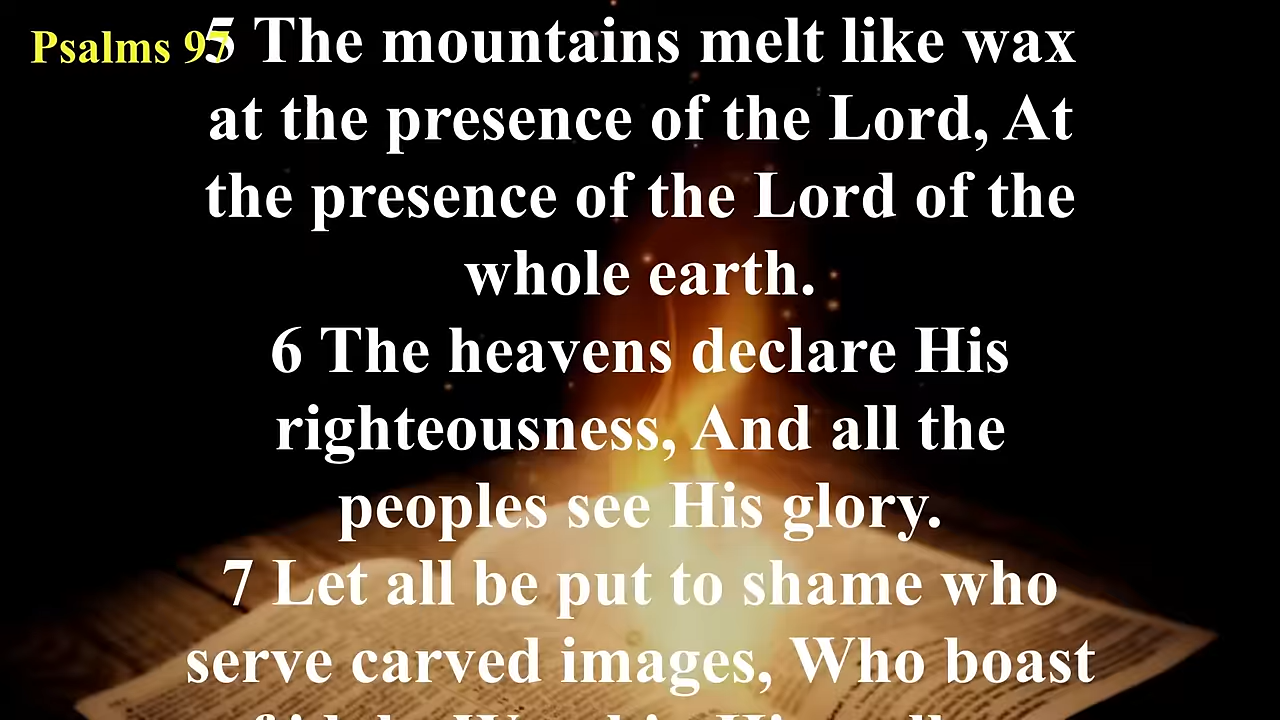 Psalms 97
5 The mountains melt like wax
at the presence of the Lord, At
the presence of the Lord of the
whole earth.
6 The heavens declare His
righteousness, And all the
peoples see His glory.
7 Let all be put to shame who
serve carved images, Who boast